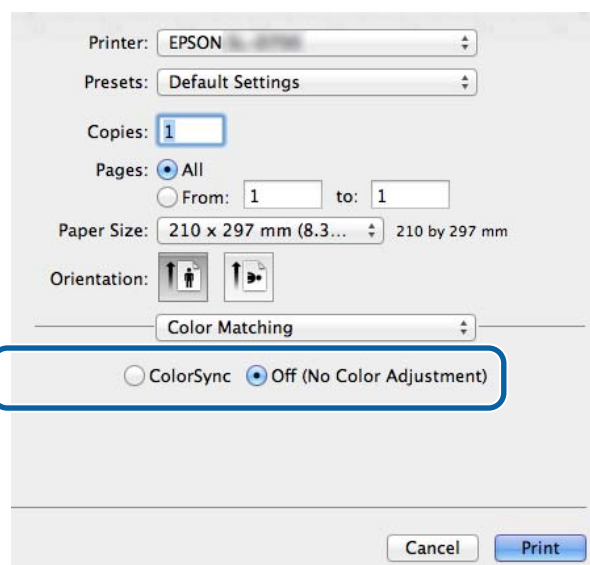 Printer: EPSON
Presets: Default Settings
Copies: 1
Pages: All
From: 1 to: 1
Paper Size: 210 x 297 mm (8.3... 210 by 297 mm
Orientation:
Color Matching
ColorSync Off (No Color Adjustment)
Cancel Print